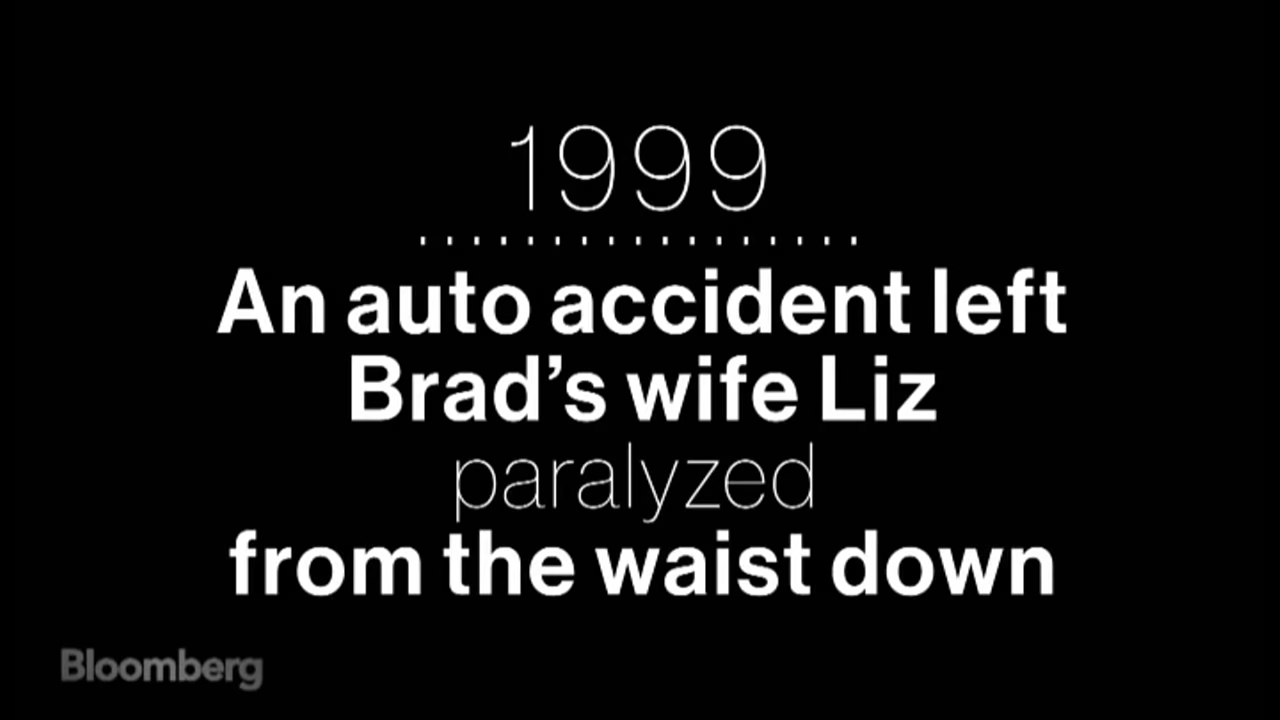 1999
An auto accident left
Brad’s wife Liz
paralyzed
from the waist down
Bloomberg